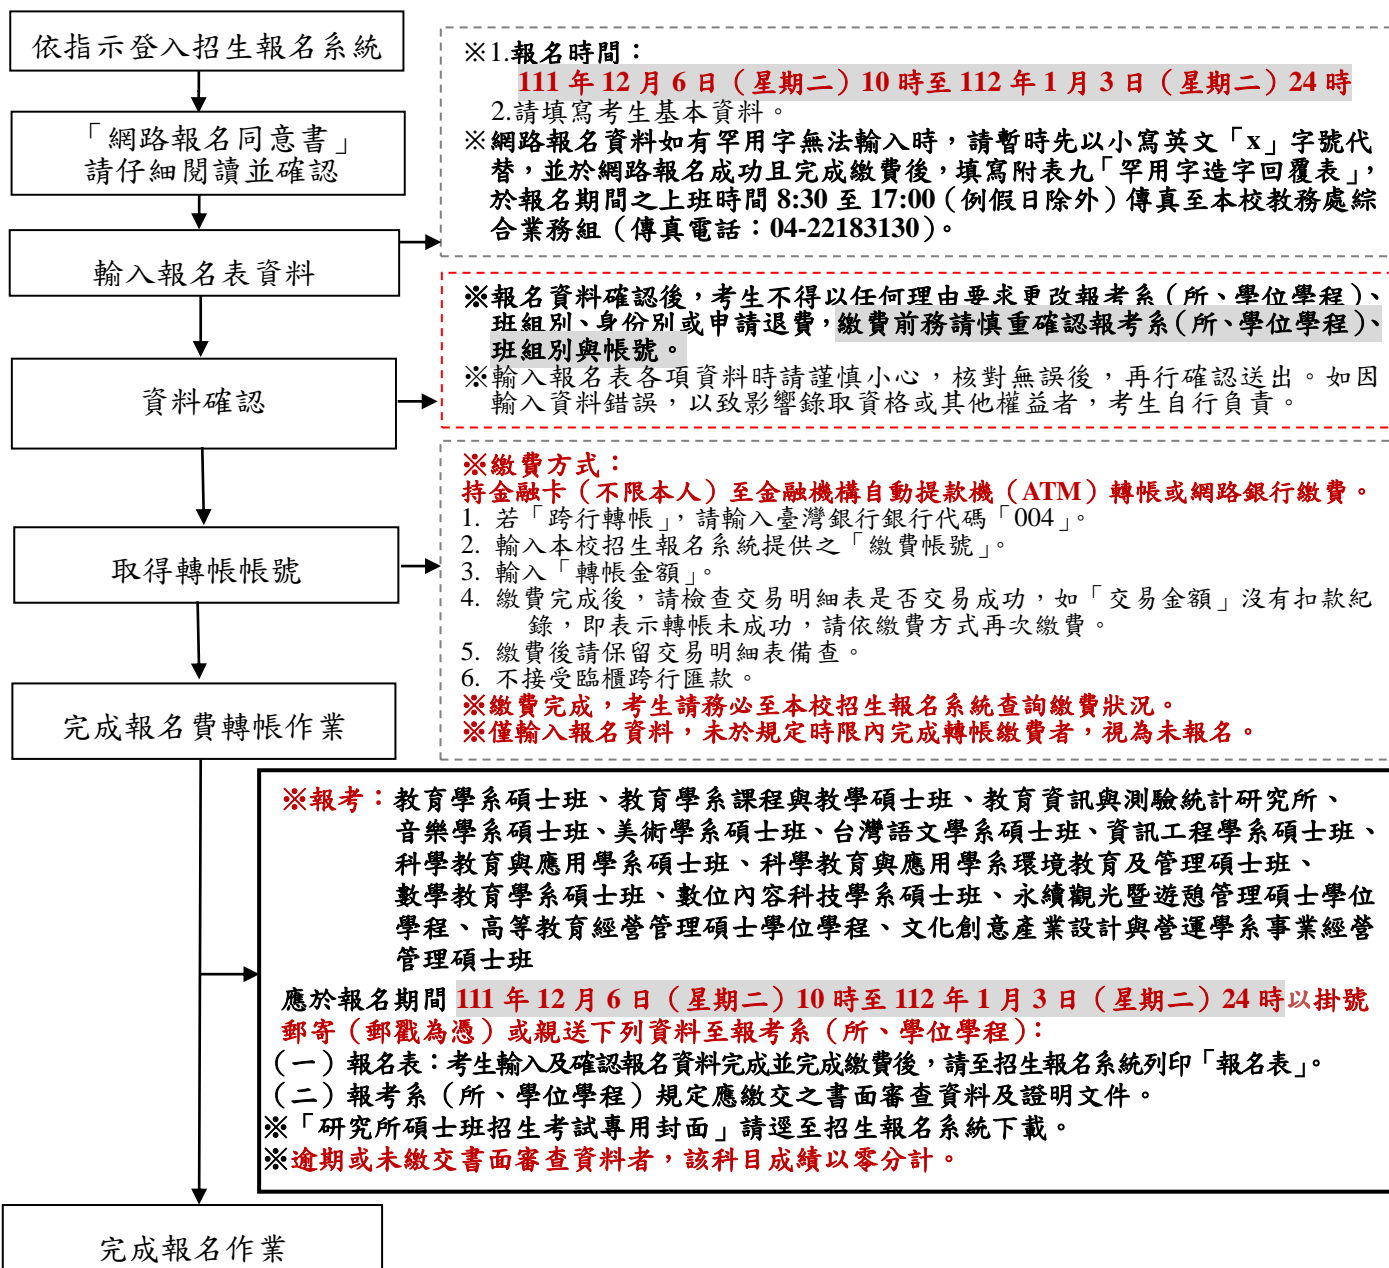 依指示登入招生報名系統
「網路報名同意書」
請仔細閱讀並確認
輸入報名表資料
※1.報名時間：
111 年 12 月 6 日（星期二）10 時至 112 年 1 月 3 日（星期二）24 時
2.請填寫考生基本資料。
※網路報名資料如有罕用字無法輸入時，請暫時先以小寫英文「x」字號代
替，並於網路報名成功且完成繳費後，填寫附表九「罕用字造字回覆表」，
於報名期間之上班時間 8:30 至 17:00（例假日除外）傳真至本校教務處綜
合業務組（傳真電話：04-22183130）。
資料確認
※報名資料確認後，考生不得以任何理由要求更改報考系（所、學位學程）、
班組別、身份別或申請退費，繳費前務請慎重確認報考系（所、學位學程）、
班組別與帳號。
※輸入報名表各項資料時請謹慎小心，核對無誤後，再行確認送出。如因
輸入資料錯誤，以致影響錄取資格或其他權益者，考生自行負責。
取得轉帳帳號
※繳費方式：
持金融卡（不限本人）至金融機構自動提款機（ATM）轉帳或網路銀行繳費。
1. 若「跨行轉帳」，請輸入臺灣銀行銀行代碼「004」。
2. 輸入本校招生報名系統提供之「繳費帳號」。
3. 輸入「轉帳金額」。
4. 繳費完成後，請檢查交易明細表是否交易成功，如「交易金額」沒有扣款紀
錄，即表示轉帳未成功，請依繳費方式再次繳費。
5. 繳費後請保留交易明細表備查。
6. 不接受臨櫃跨行匯款。
※繳費完成，考生請務必至本校招生報名系統查詢繳費狀況。
※僅輸入報名資料，未於規定時限內完成轉帳繳費者，視為未報名。
完成報名費轉帳作業
※報考：教育學系碩士班、教育學系課程與教學碩士班、教育資訊與測驗統計研究所、
音樂學系碩士班、美術學系碩士班、台灣語文學系碩士班、資訊工程學系碩士班、
科學教育與應用學系碩士班、科學教育與應用學系環境教育及管理碩士班、
數學教育學系碩士班、數位內容科技學系碩士班、永續觀光暨遊憩管理碩士學位
學程、高等教育經營管理碩士學位學程、文化創意產業設計與營運學系事業經營
管理碩士班
應於報名期間 111 年 12 月 6 日（星期二）10 時至 112 年 1 月 3 日（星期二）24 時以掛號
郵寄（郵戳為憑）或親送下列資料至報考系（所、學位學程）：
（一）報名表：考生輸入及確認報名資料完成並完成繳費後，請至招生報名系統列印「報名表」。
（二）報考系（所、學位學程）規定應繳交之書面審查資料及證明文件。
※「研究所碩士班招生考試專用封面」請逕至招生報名系統下載。
※逾期或未繳交書面審查資料者，該科目成績以零分計。
完成報名作業